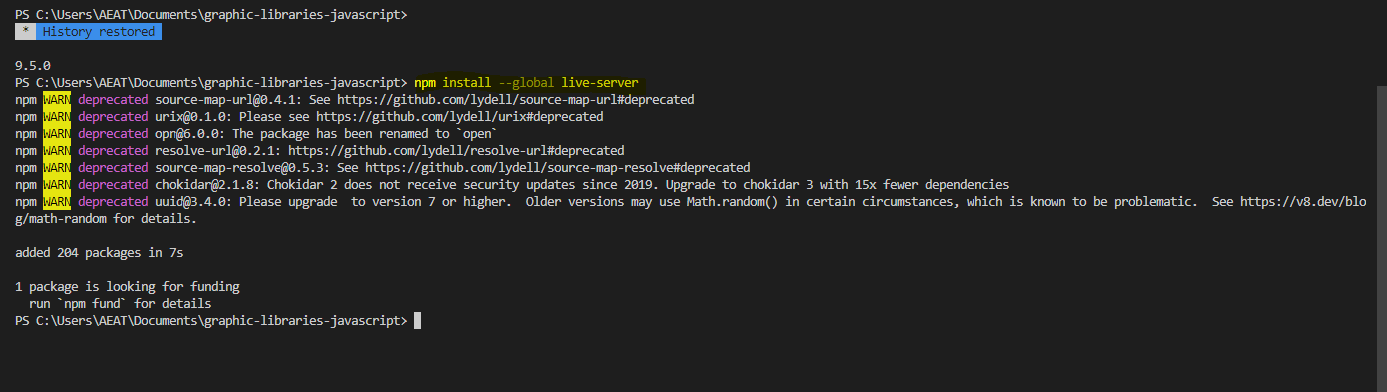 PS C:\Users\AEAT\Documents\graphic-libraries-javascript>
* History restored
9.5.0
PS C:\Users\AEAT\Documents\graphic-libraries-javascript> npm install --global live-server
npm WARN deprecated source-map-url@0.4.1: See https://github.com/lydell/source-map-url#deprecated
npm WARN deprecated urix@0.1.0: Please see https://github.com/lydell/urix#deprecated
npm WARN deprecated opn@6.0.0: The package has been renamed to `open`
npm WARN deprecated resolve-url@0.2.1: https://github.com/lydell/resolve-url#deprecated
npm WARN deprecated source-map-resolve@0.5.3: See https://github.com/lydell/source-map-resolve#deprecated
npm WARN deprecated chokidar@2.1.8: Chokidar 2 does not receive security updates since 2019. Upgrade to chokidar 3 with 15x fewer dependencies
npm WARN deprecated uuid@3.4.0: Please upgrade  to version 7 or higher.  Older versions may use Math.random() in certain circumstances, which is known to be problematic.  See https://v8.dev/blo
g/math-random for details.
added 204 packages in 7s
1 package is looking for funding
  run `npm fund` for details
PS C:\Users\AEAT\Documents\graphic-libraries-javascript>